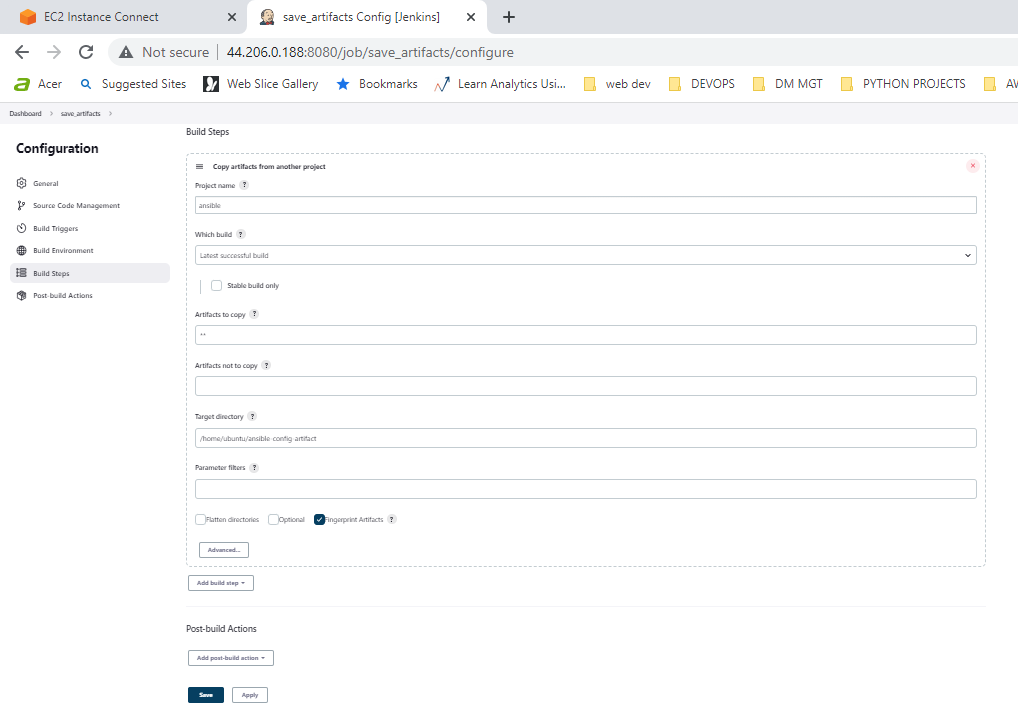 EC2 Instance Connect
save_artifacts Config [Jenkins]
Not secure
44.206.0.188:8080/job/save_artifacts/configure
Acer
Suggested Sites
Web Slice Gallery
Bookmarks
Learn Analytics Usi...
web dev
DEVOPS
DM MGT
PYTHON PROJECTS
AW
Dashboard
save_artifacts
Configuration
General
Source Code Management
Build Triggers
Build Environment
Build Steps
Post-build Actions
Build Steps
Copy artifacts from another project
Project name ?
ansible
Which build ?
Latest successful build
Stable build only
Artifacts to copy ?
**
Artifacts not to copy ?
Target directory ?
/home/ubuntu/ansible-config-artifact
Parameter filters ?
Flatten directories
Optional
Fingerprint Artifacts ?
Advanced...
Add build step
Post-build Actions
Add post-build action
Save
Apply